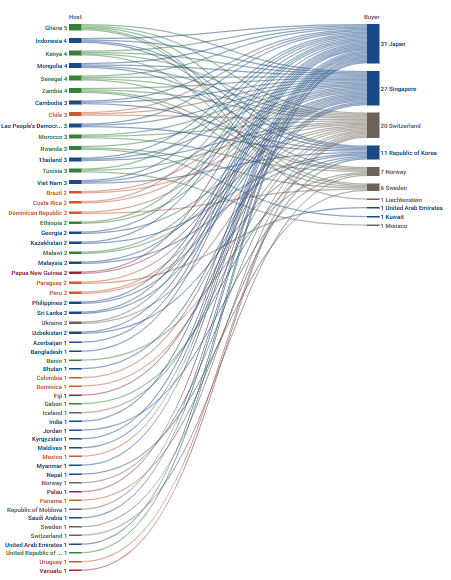 Host
Buyer
Ghana 5
Indonesia 4
Kenya 4
Mongolia 4
Senegal 4
Zambia 4
Cambodia 3
Chile 3
Lao People's Democr... 3
Morocco 3
Rwanda 3
Thailand 3
Tunisia 3
Viet Nam 3
Brazil 2
Costa Rica 2
Dominican Republic 2
Ethiopia 2
Georgia 2
Kazakhstan 2
Malawi 2
Malaysia 2
Papua New Guinea 2
Paraguay 2
Peru 2
Philippines 2
Sri Lanka 2
Ukraine 2
Uzbekistan 2
Azerbaijan 1
Bangladesh 1
Benin 1
Bhutan 1
Colombia 1
Dominica 1
Fiji 1
Gabon 1
Iceland 1
India 1
Jordan 1
Kyrgyzstan 1
Maldives 1
Mexico 1
Myanmar 1
Nepal 1
Norway 1
Palau 1
Panama 1
Republic of Moldova 1
Saudi Arabia 1
Sweden 1
Switzerland 1
United Arab Emirates 1
United Republic of ... 1
Uruguay 1
Vanuatu 1
31 Japan
27 Singapore
20 Switzerland
11 Republic of Korea
7 Norway
6 Sweden
1 Liechtenstein
1 United Arab Emirates
1 Kuwait
1 Monaco